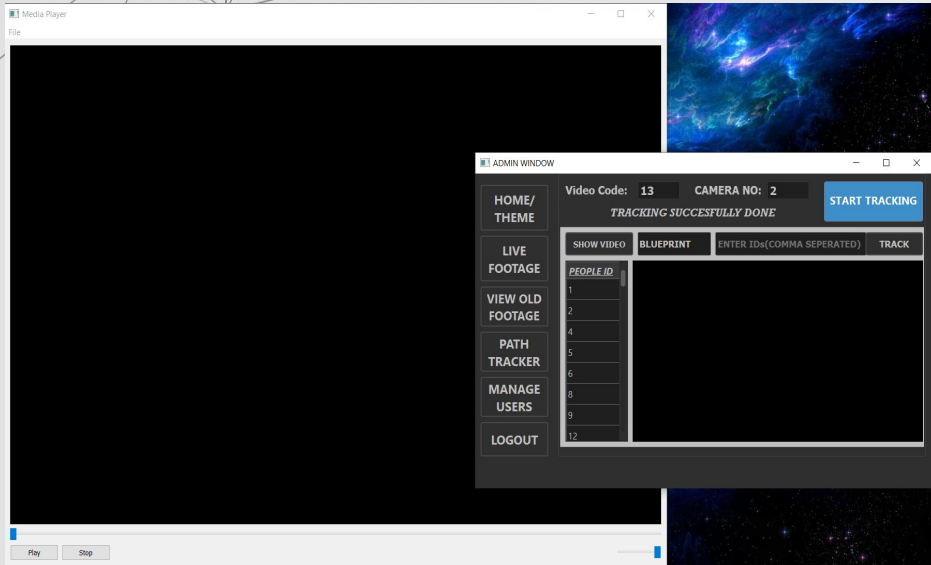 Media Player
File
Play
Stop
ADMIN WINDOW
HOME/
THEME
LIVE
FOOTAGE
VIEW OLD
FOOTAGE
PATH
TRACKER
MANAGE
USERS
LOGOUT
Video Code: 13 CAMERA NO: 2
START TRACKING
TRACKING SUCCESFULLY DONE
SHOW VIDEO BLUEPRINT ENTER IDs(COMMA SEPERATED) TRACK
PEOPLE ID
1
2
4
5
6
8
9
12